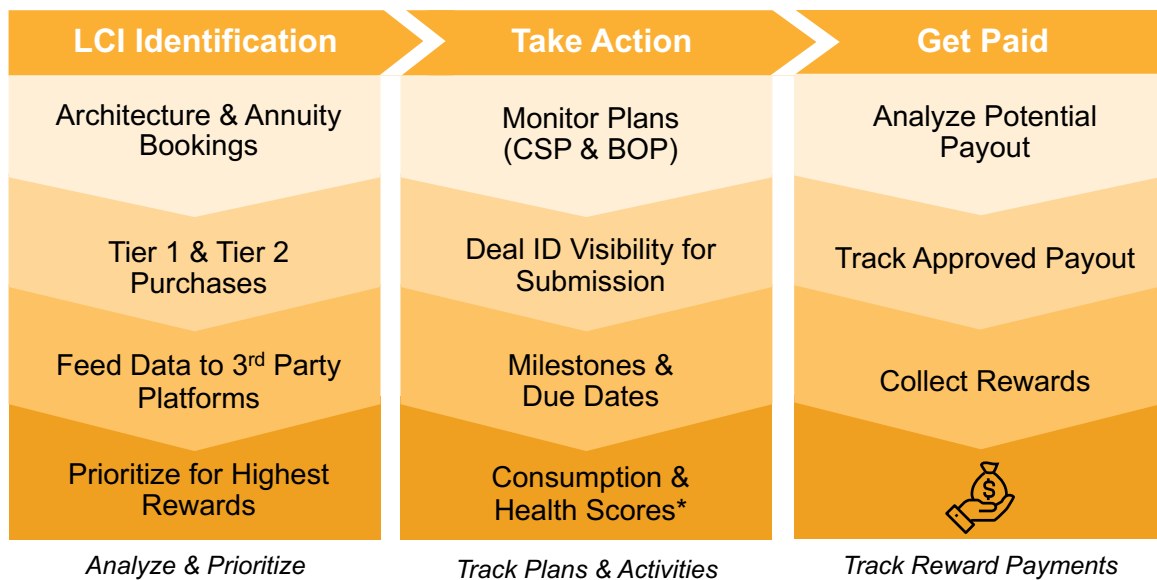 LCI Identification
Take Action
Get Paid
Architecture & Annuity
Bookings
Tier 1 & Tier 2
Purchases
Feed Data to 3rd Party
Platforms
Prioritize for Highest
Rewards
Analyze & Prioritize
Monitor Plans
(CSP & BOP)
Deal ID Visibility for
Submission
Milestones &
Due Dates
Consumption &
Health Scores*
Track Plans & Activities
Analyze Potential
Payout
Track Approved Payout
Collect Rewards
$
Track Reward Payments